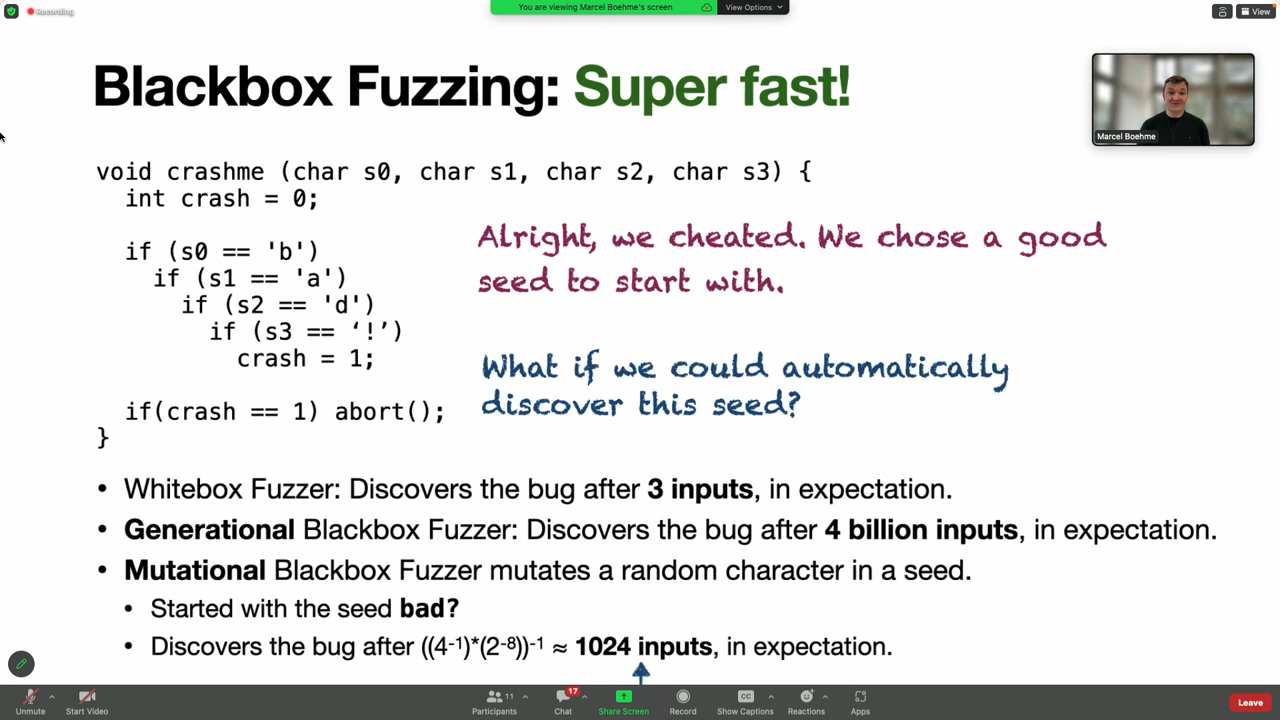 Recording
You are viewing Marcel Boehme's screen
View Options
View
Blackbox Fuzzing: Super fast!
Marcel Boehme
void crashme (char s0, char s1, char s2, char s3) {
int crash = 0;
if (s0 == 'b')
if (s1 == 'a')
if (s2 == 'd')
if (s3 == ‘!’)
crash = 1;
if(crash == 1) abort();
}
Alright, we cheated. We chose a good
seed to start with.
What if we could automatically
discover this seed?
• Whitebox Fuzzer: Discovers the bug after 3 inputs, in expectation.
• Generational Blackbox Fuzzer: Discovers the bug after 4 billion inputs, in expectation.
• Mutational Blackbox Fuzzer mutates a random character in a seed.
• Started with the seed bad?
• Discovers the bug after ((4⁻¹)*(2⁻⁸))⁻¹ ≈ 1024 inputs, in expectation.
Unmute
Start Video
Participants
11
Chat
17
Share Screen
Record
CC
Show Captions
Reactions
Apps
Leave